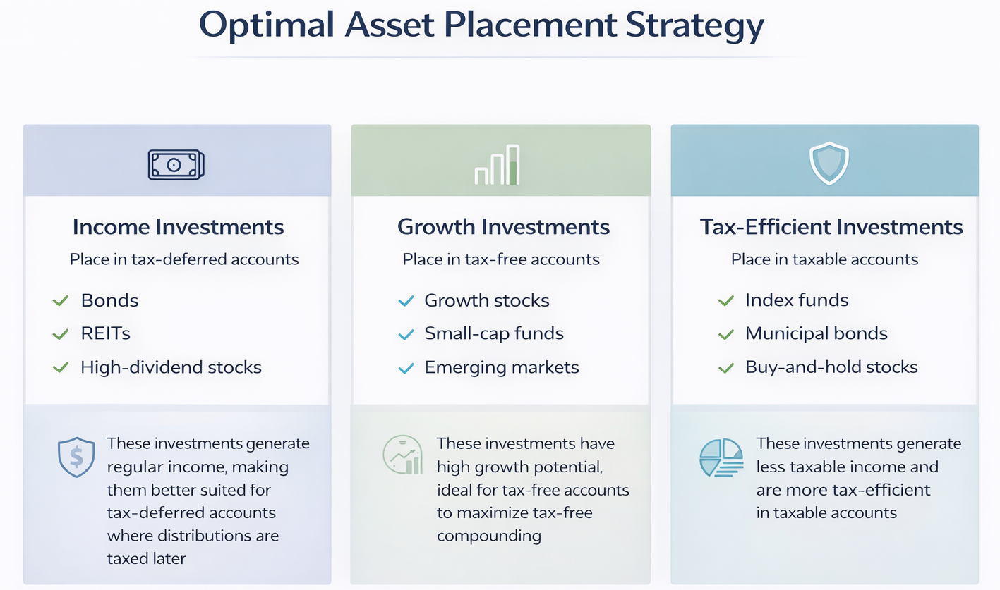 Optimal Asset Placement Strategy
Income Investments
Place in tax-deferred accounts
Bonds
REITs
High-dividend stocks
These investments generate
regular income, making
them better suited for
tax-deferred accounts
where distributions are
taxed later
Growth Investments
Place in tax-free accounts
Growth stocks
Small-cap funds
Emerging markets
These investments have
high growth potential,
ideal for tax-free accounts
to maximize tax-free
compounding
Tax-Efficient Investments
Place in taxable accounts
Index funds
Municipal bonds
Buy-and-hold stocks
These investments generate
less taxable income and
are more tax-efficient
in taxable accounts